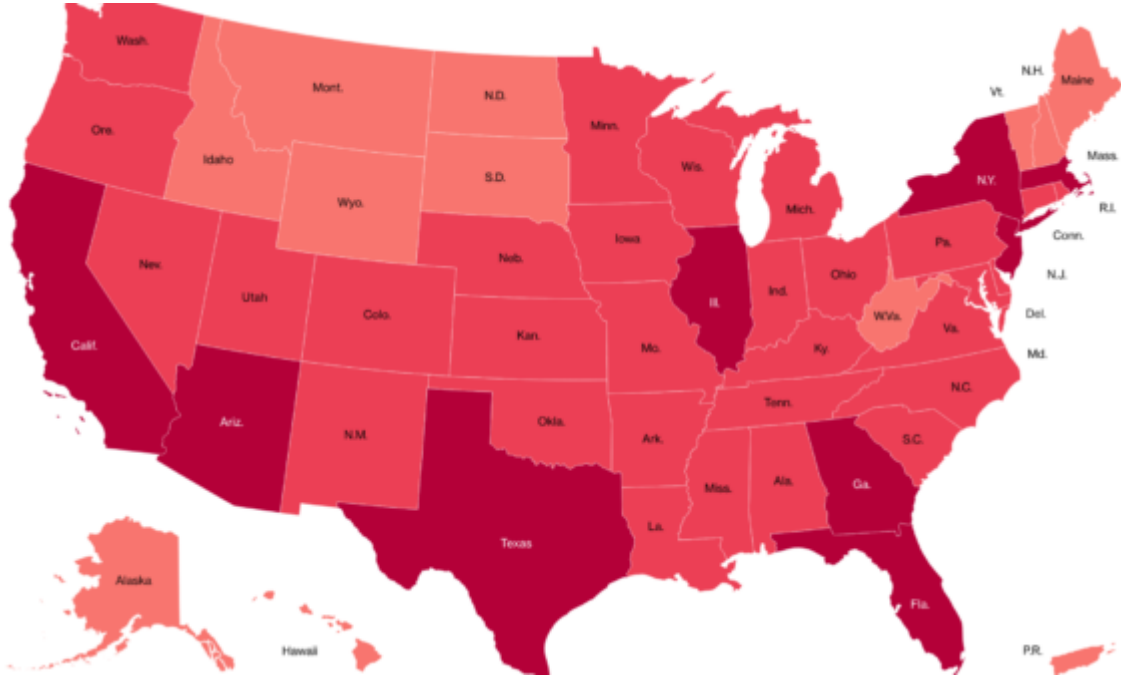 Wash.
Mont.
N.D.
Minn.
Ore.
Idaho
S.D.
Wyo.
Wis.
Mich.
Vt.
N.H.
Maine
Mass.
N.Y.
R.I.
Conn.
N.J.
Del.
Md.
Nev.
Utah
Colo.
Neb.
Iowa
Ill.
Ind.
Ohio
Pa.
W.Va.
Va.
Calif.
Kan.
Mo.
Ky.
N.C.
Tenn.
Ariz.
N.M.
Okla.
Ark.
S.C.
Miss.
Ala.
Ga.
Texas
La.
Fla.
Alaska
Hawaii
P.R.